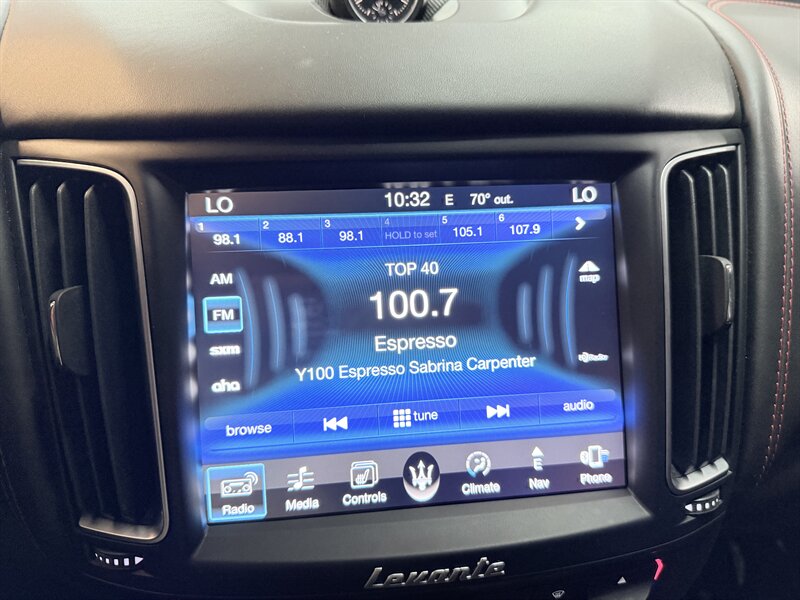 LO 10:32 E 70° out. LO
1 2 3 4 5 6
98.1 88.1 98.1 HOLD to set 105.1 107.9
AM TOP 40 map
FM 100.7
sxm Espresso
aha Y100 Espresso Sabrina Carpenter HD Radio
browse tune audio
Radio Media Controls Climate E Nav Phone
Levante